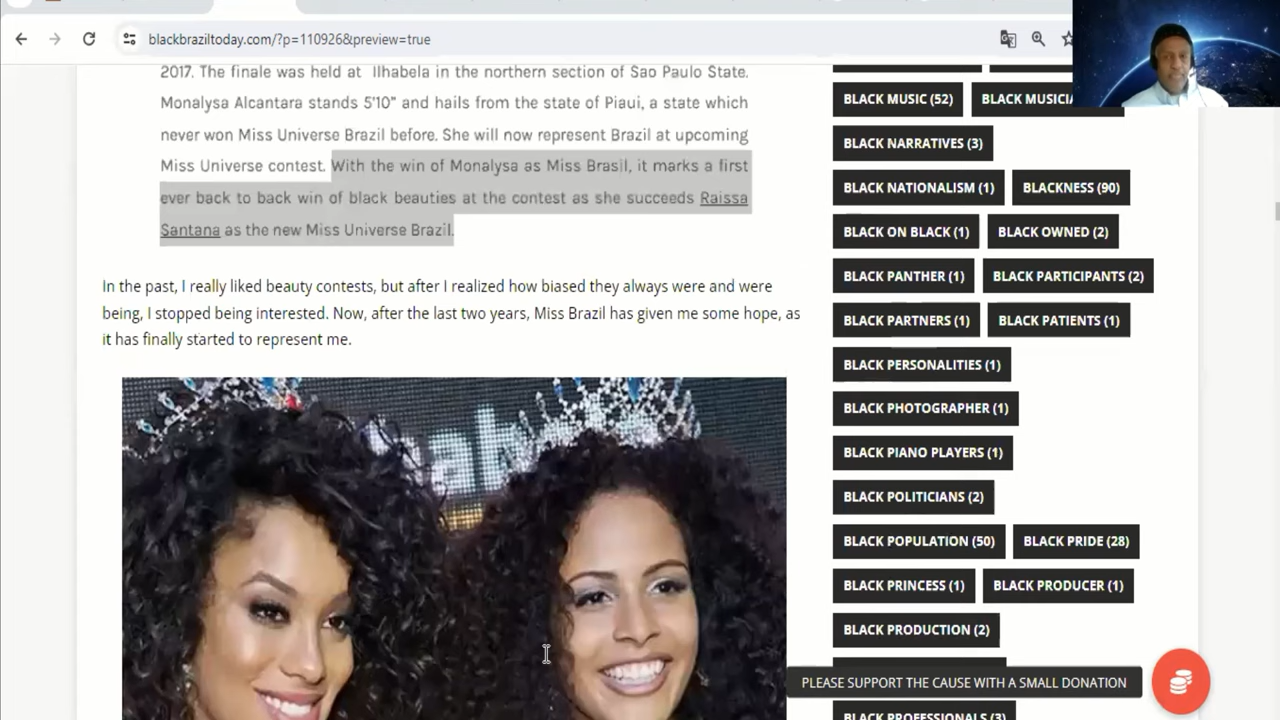 blackbraziltoday.com/?p=110926&preview=true
2017. The finale was held at Ilhabela in the northern section of Sao Paulo State.
Monalysa Alcantara stands 5'10" and hails from the state of Piaui, a state which
never won Miss Universe Brazil before. She will now represent Brazil at upcoming
Miss Universe contest. With the win of Monalysa as Miss Brasil, it marks a first
ever back to back win of black beauties at the contest as she succeeds Raissa
Santana as the new Miss Universe Brazil.
In the past, I really liked beauty contests, but after I realized how biased they always were and were
being, I stopped being interested. Now, after the last two years, Miss Brazil has given me some hope, as
it has finally started to represent me.
hab
BLACK MUSIC (52)
BLACK
BLACK NARRATIVES (3)
BLACK NATIONALISM (1)
BLACKNESS (90)
BLACK ON BLACK (1)
BLACK OWNED (2)
BLACK PANTHER (1)
BLACK PARTICIPANTS (2)
BLACK PARTNERS (1)
BLACK PATIENTS (1)
BLACK PERSONALITIES (1)
BLACK PHOTOGRAPHER (1)
BLACK PIANO PLAYERS (1)
BLACK POLITICIANS (2)
BLACK POPULATION (50)
BLACK PRIDE (28)
BLACK PRINCESS (1)
BLACK PRODUCER (1)
BLACK PRODUCTION (2)
PLEASE SUPPORT THE CAUSE WITH A SMALL DONATION
BLACK PROFESSIONALS (3)